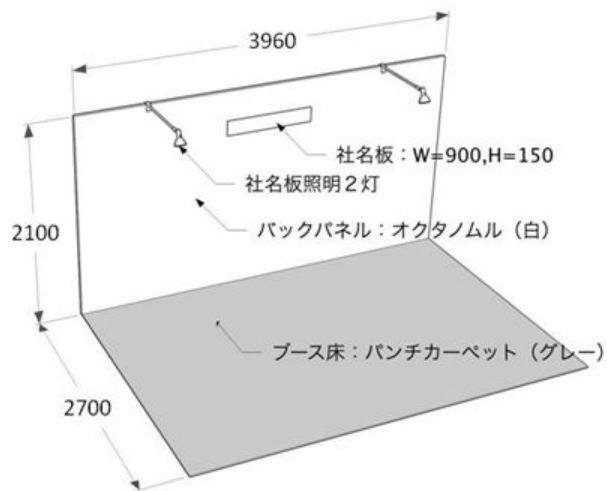 3960
社名板：W=900,H=150
社名板照明２灯
2100
バックパネル：オクタノムル（白）
ブース床：パンチカーペット（グレー）
2700